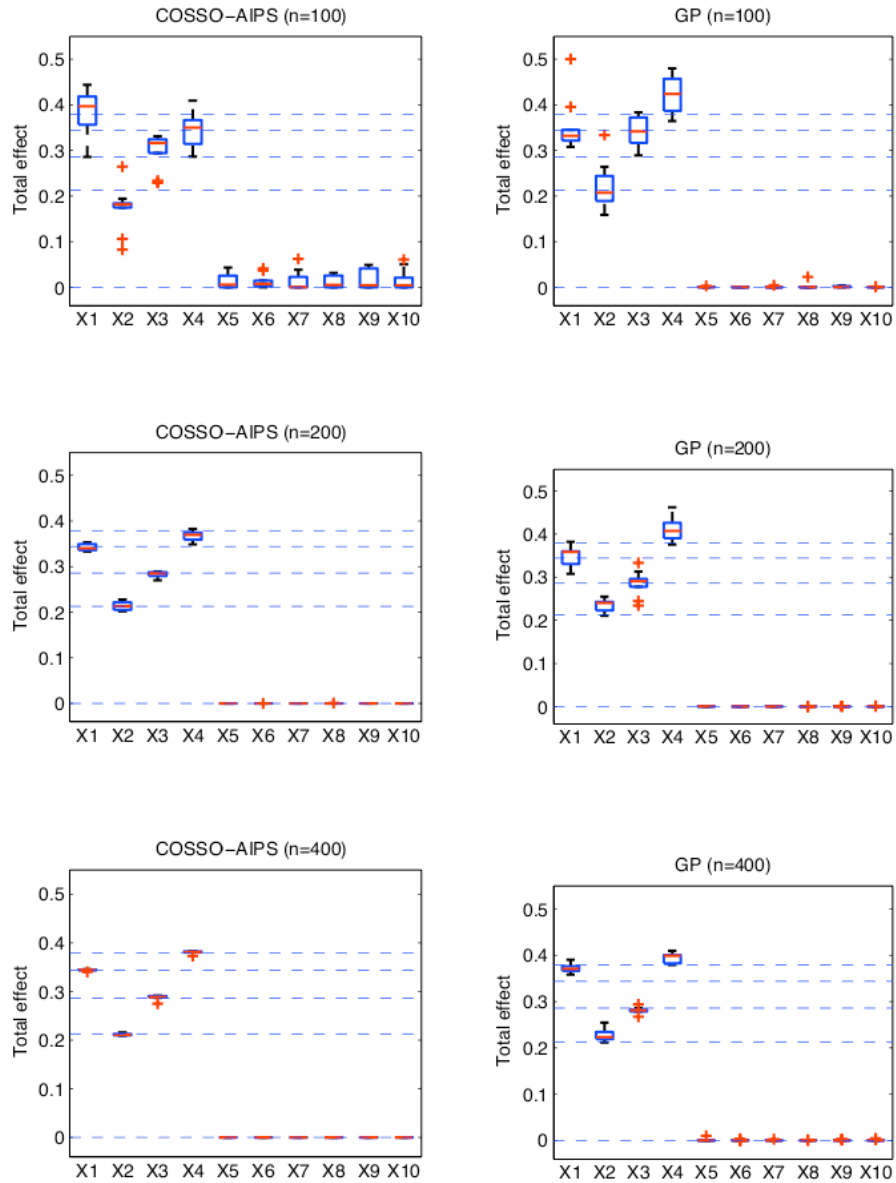 COSSO-AIPS (n=100)
Total effect
0.5
0.4
0.3
0.2
0.1
0
X1 X2 X3 X4 X5 X6 X7 X8 X9 X10
GP (n=100)
Total effect
0.5
0.4
0.3
0.2
0.1
0
X1 X2 X3 X4 X5 X6 X7 X8 X9 X10
COSSO-AIPS (n=200)
Total effect
0.5
0.4
0.3
0.2
0.1
0
X1 X2 X3 X4 X5 X6 X7 X8 X9 X10
GP (n=200)
Total effect
0.5
0.4
0.3
0.2
0.1
0
X1 X2 X3 X4 X5 X6 X7 X8 X9 X10
COSSO-AIPS (n=400)
Total effect
0.5
0.4
0.3
0.2
0.1
0
X1 X2 X3 X4 X5 X6 X7 X8 X9 X10
GP (n=400)
Total effect
0.5
0.4
0.3
0.2
0.1
0
X1 X2 X3 X4 X5 X6 X7 X8 X9 X10